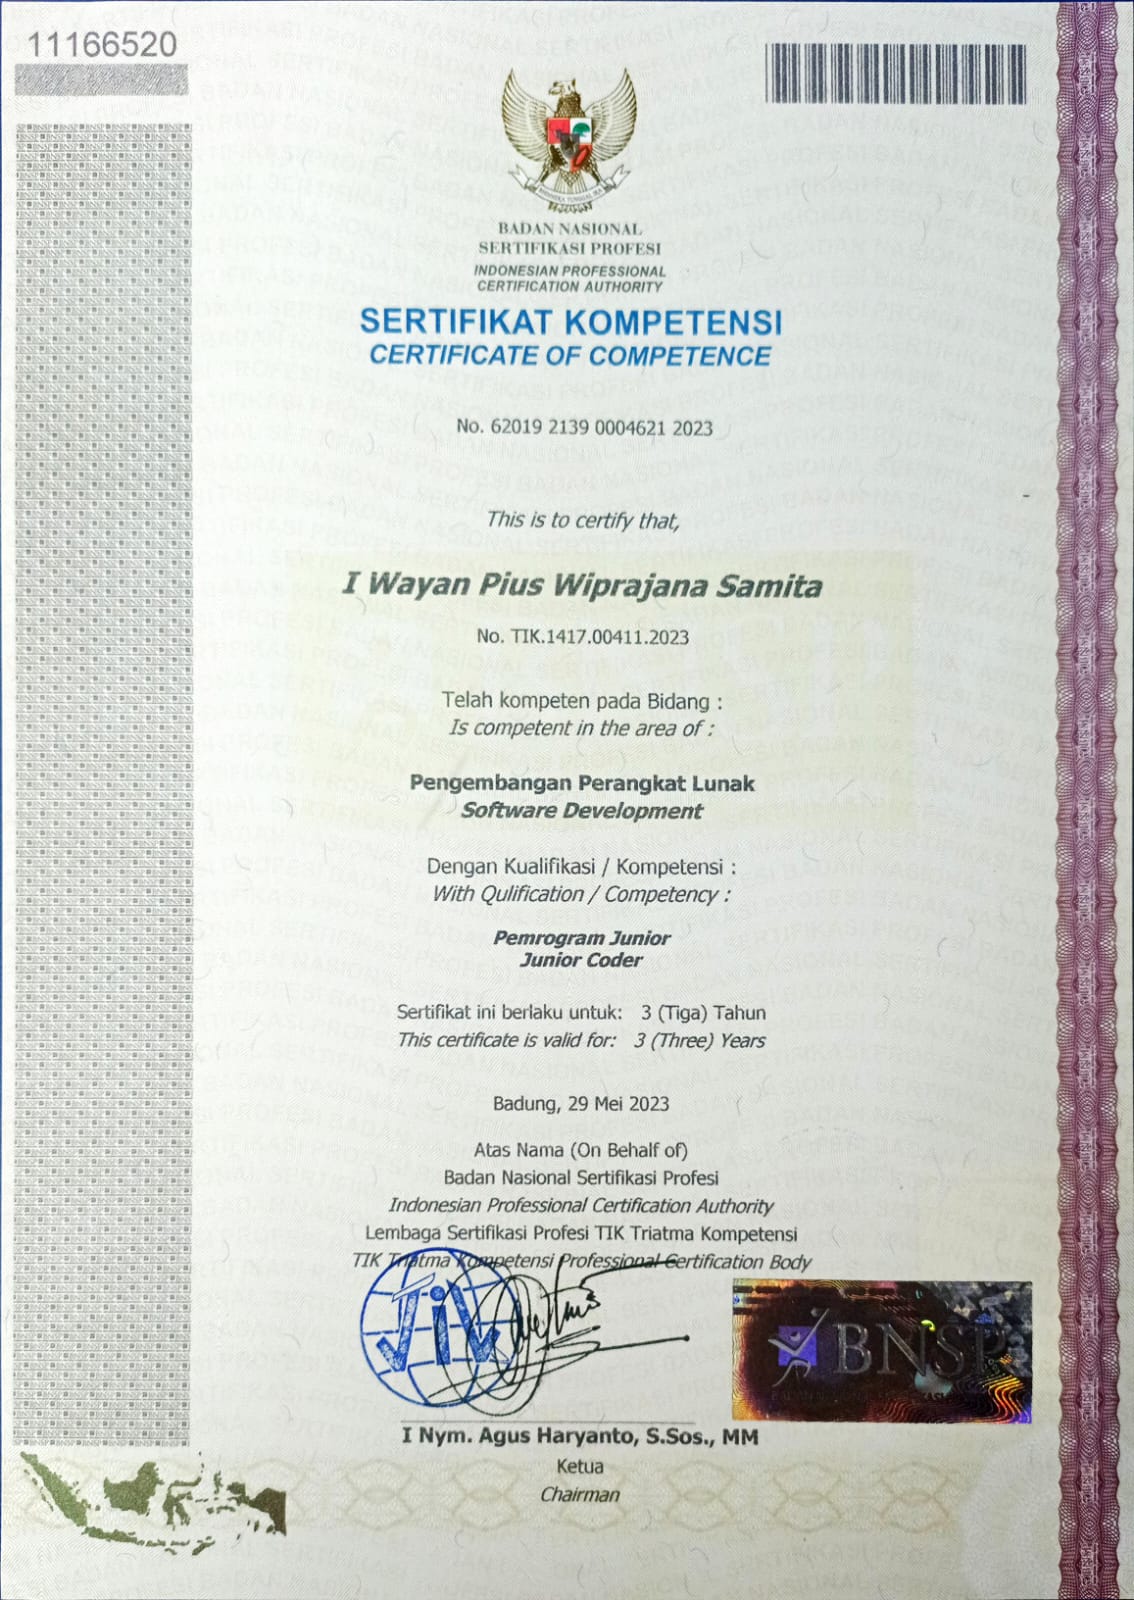 11166520
BADAN NASIONAL
SERTIFIKASI PROFESI
INDONESIAN PROFESSIONAL
CERTIFICATION AUTHORITY
SERTIFIKAT KOMPETENSI
CERTIFICATE OF COMPETENCE
No. 62019 2139 0004621 2023
This is to certify that,
I Wayan Pius Wiprajana Samita
No. TIK.1417.00411.2023
Telah kompeten pada Bidang :
Is competent in the area of :
Pengembangan Perangkat Lunak
Software Development
Dengan Kualifikasi / Kompetensi :
With Qulification / Competency :
Pemrogram Junior
Junior Coder
Sertifikat ini berlaku untuk: 3 (Tiga) Tahun
This certificate is valid for: 3 (Three) Years
Badung, 29 Mei 2023
Atas Nama (On Behalf of)
Badan Nasional Sertifikasi Profesi
Indonesian Professional Certification Authority
Lembaga Sertifikasi Profesi TIK Triatma Kompetensi
TIK Triatma Kompetensi Professional Certification Body
BNSP
I Nym. Agus Haryanto, S.Sos., MM
Ketua
Chairman